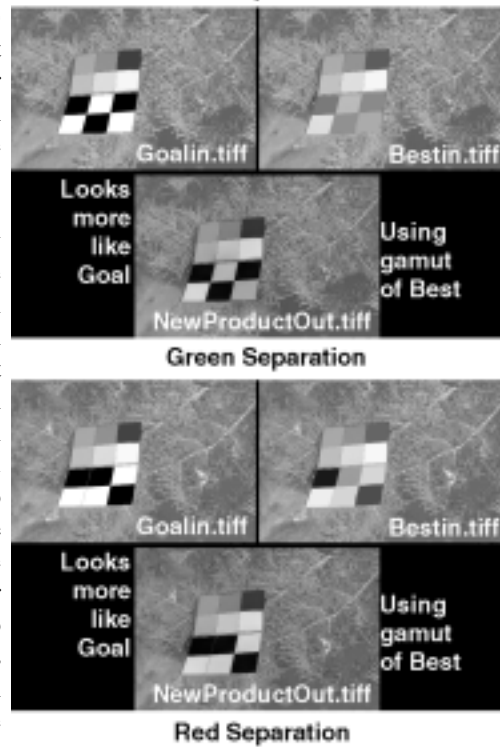 Goalin.tiff
Bestin.tiff
Looks
more
like
Goal
Using
gamut
of Best
NewProductOut.tiff
Green Separation
Goalin.tiff
Bestin.tiff
Looks
more
like
Goal
Using
gamut
of Best
NewProductOut.tiff
Red Separation